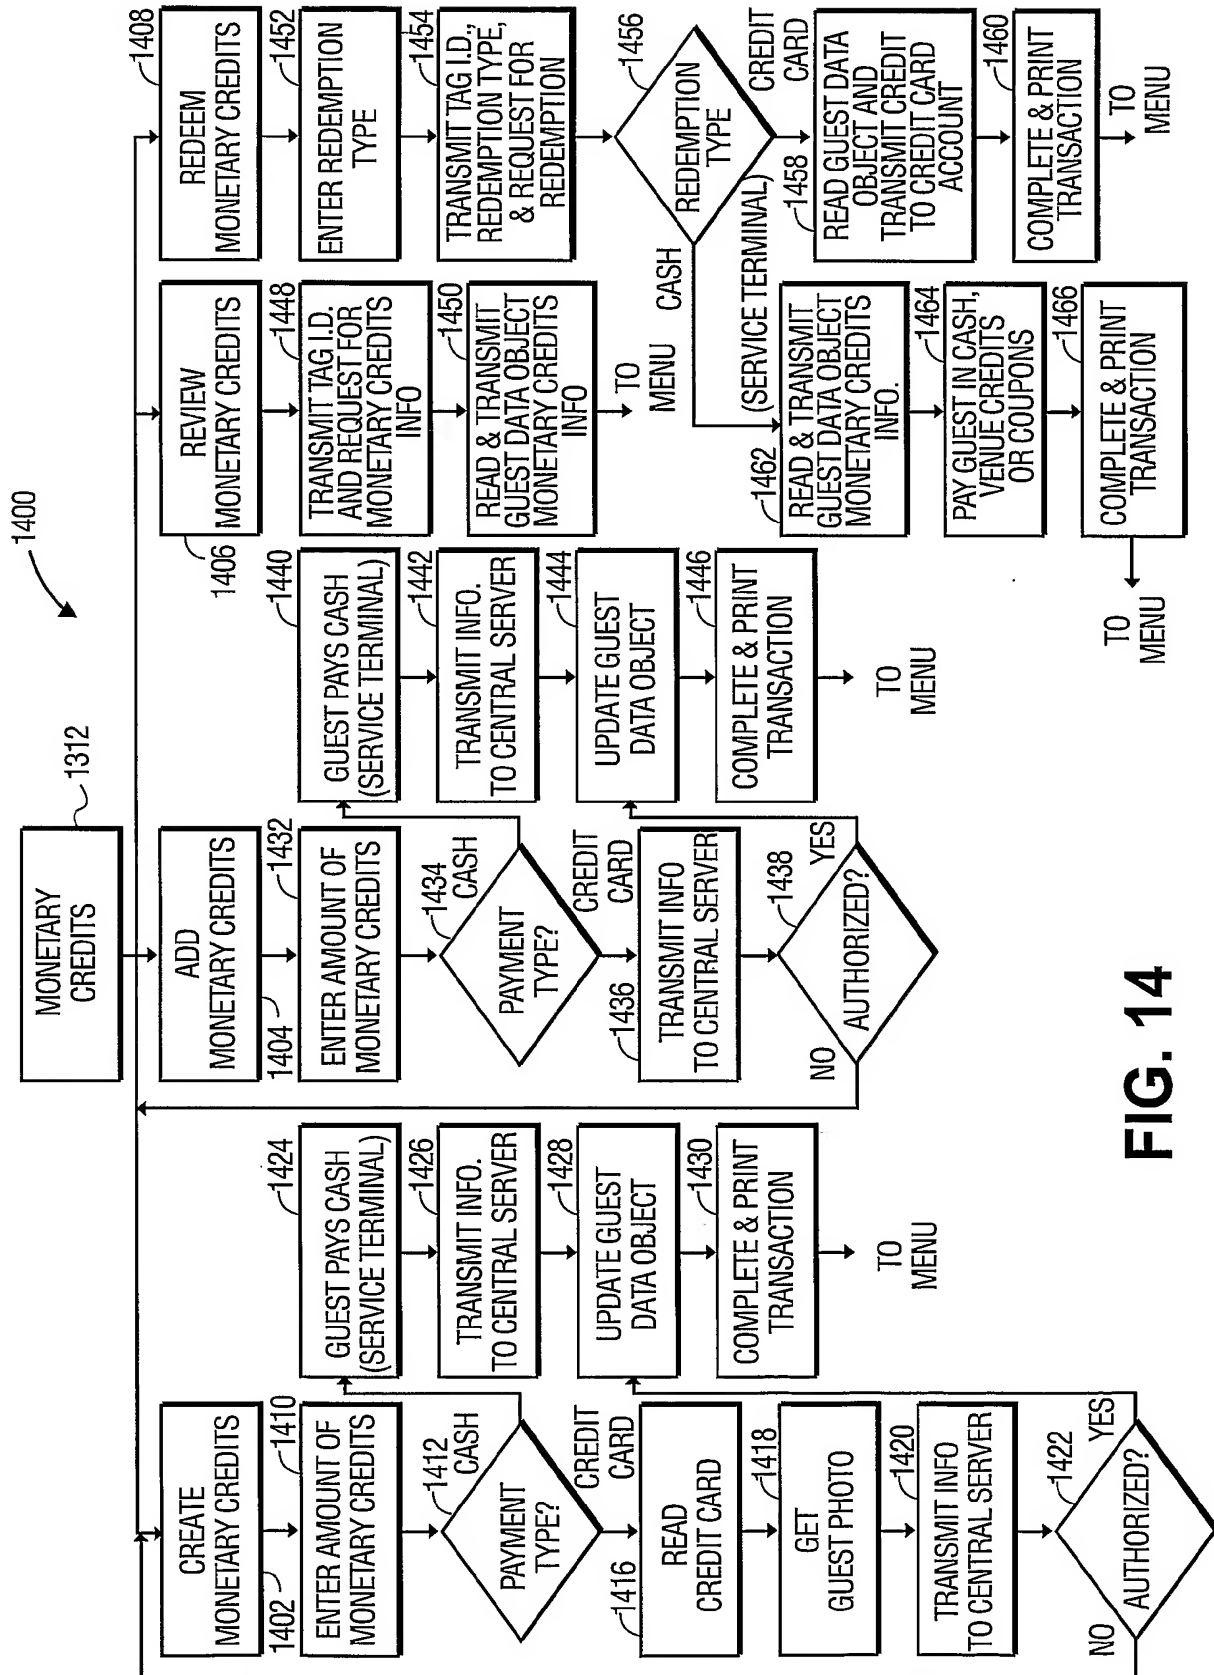 1400
MONETARY
CREDITS
1312
CREATE
MONETARY CREDITS
1402
ENTER AMOUNT OF
MONETARY CREDITS
1410
PAYMENT
TYPE?
1412
CASH
CREDIT
CARD
READ
CREDIT CARD
1416
GET
GUEST PHOTO
1418
TRANSMIT INFO
TO CENTRAL SERVER
1420
AUTHORIZED?
1422
NO
YES
GUEST PAYS CASH
(SERVICE TERMINAL)
1424
TRANSMIT INFO.
TO CENTRAL SERVER
1426
UPDATE GUEST
DATA OBJECT
1428
COMPLETE & PRINT
TRANSACTION
1430
TO
MENU
ADD
MONETARY CREDITS
1404
ENTER AMOUNT OF
MONETARY CREDITS
1432
PAYMENT
TYPE?
1434
CASH
CREDIT
CARD
TRANSMIT INFO
TO CENTRAL SERVER
1436
AUTHORIZED?
1438
NO
YES
GUEST PAYS CASH
(SERVICE TERMINAL)
1440
TRANSMIT INFO.
TO CENTRAL SERVER
1442
UPDATE GUEST
DATA OBJECT
1444
COMPLETE & PRINT
TRANSACTION
1446
TO
MENU
REVIEW
MONETARY CREDITS
1406
TRANSMIT TAG I.D.
AND REQUEST FOR
MONETARY CREDITS
INFO
1448
READ & TRANSMIT
GUEST DATA OBJECT
MONETARY CREDITS
INFO
1450
TO
MENU
REDEEM
MONETARY CREDITS
1408
ENTER REDEMPTION
TYPE
1452
TRANSMIT TAG I.D.,
REDEMPTION TYPE,
& REQUEST FOR
REDEMPTION
1454
REDEMPTION
TYPE
1456
CASH
(SERVICE TERMINAL)
CREDIT
CARD
READ GUEST DATA
OBJECT AND
TRANSMIT CREDIT
TO CREDIT CARD
ACCOUNT
1458
COMPLETE & PRINT
TRANSACTION
1460
TO
MENU
READ & TRANSMIT
GUEST DATA OBJECT
MONETARY CREDITS
INFO.
1462
PAY GUEST IN CASH,
VENUE CREDITS
OR COUPONS
1464
COMPLETE & PRINT
TRANSACTION
1466
TO
MENU
FIG. 14